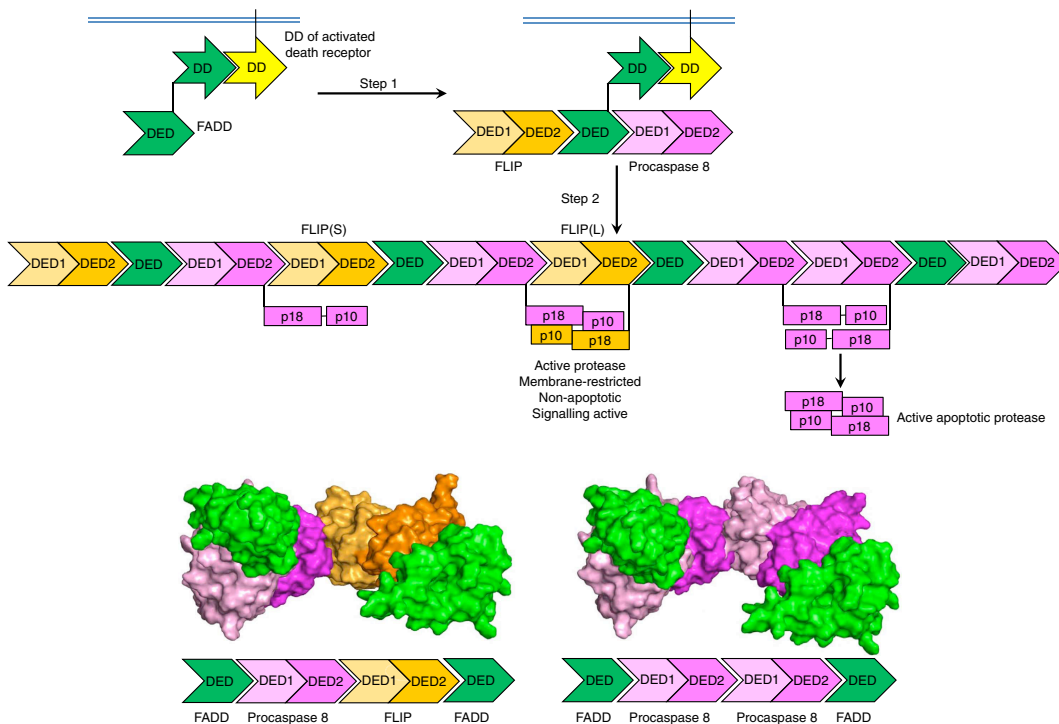 DD of activated
death receptor
DD
DD
DD
DD
Step 1
DED
FADD
DED1
DED2
DED
DED1
DED2
FLIP
Procaspase 8
Step 2
FLIP(S)
FLIP(L)
DED1
DED2
DED
DED1
DED2
DED1
DED2
DED
DED1
DED2
DED1
DED2
DED
DED1
DED2
DED1
DED2
DED
DED1
DED2
p18
p10
p18
p10
p10
p18
p18
p10
p10
p18
Active protease
Membrane-restricted
Non-apoptotic
Signalling active
p18
p10
p10
p18
Active apoptotic protease
DED
DED1
DED2
DED1
DED2
DED
FADD
Procaspase 8
FLIP
FADD
DED
DED1
DED2
DED1
DED2
DED
FADD
Procaspase 8
Procaspase 8
FADD